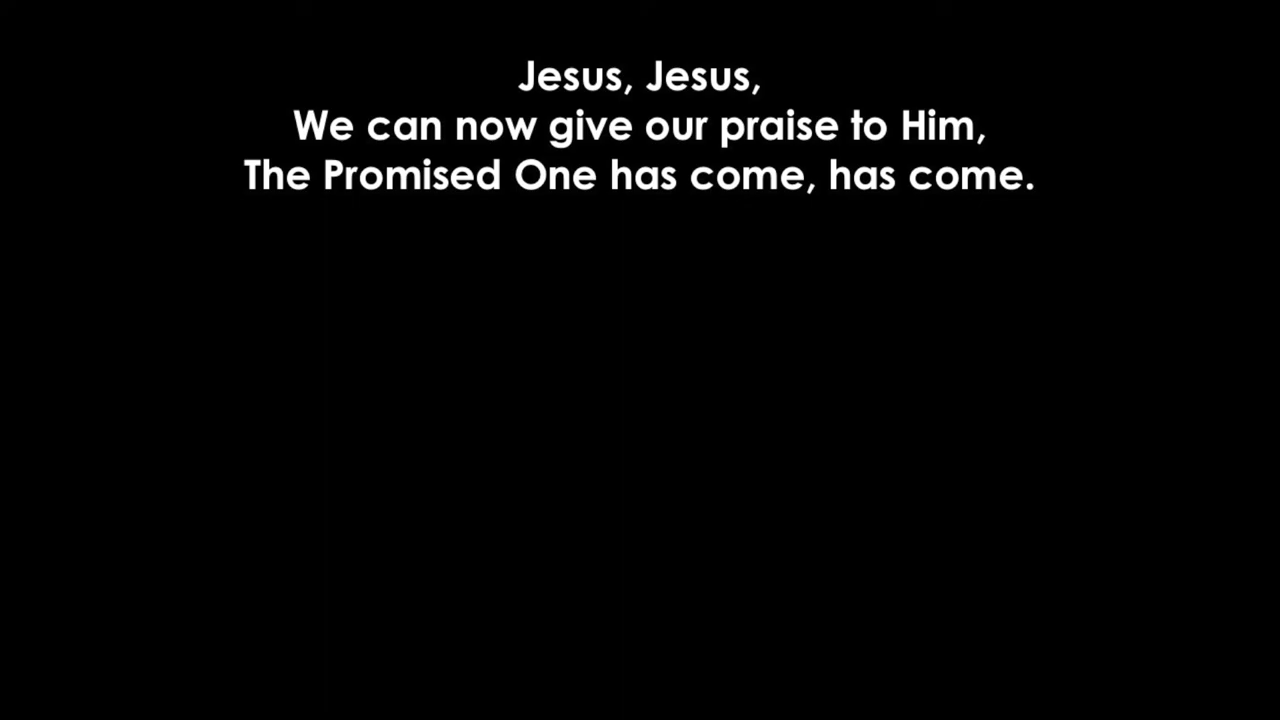 Jesus, Jesus,
We can now give our praise to Him,
The Promised One has come, has come.